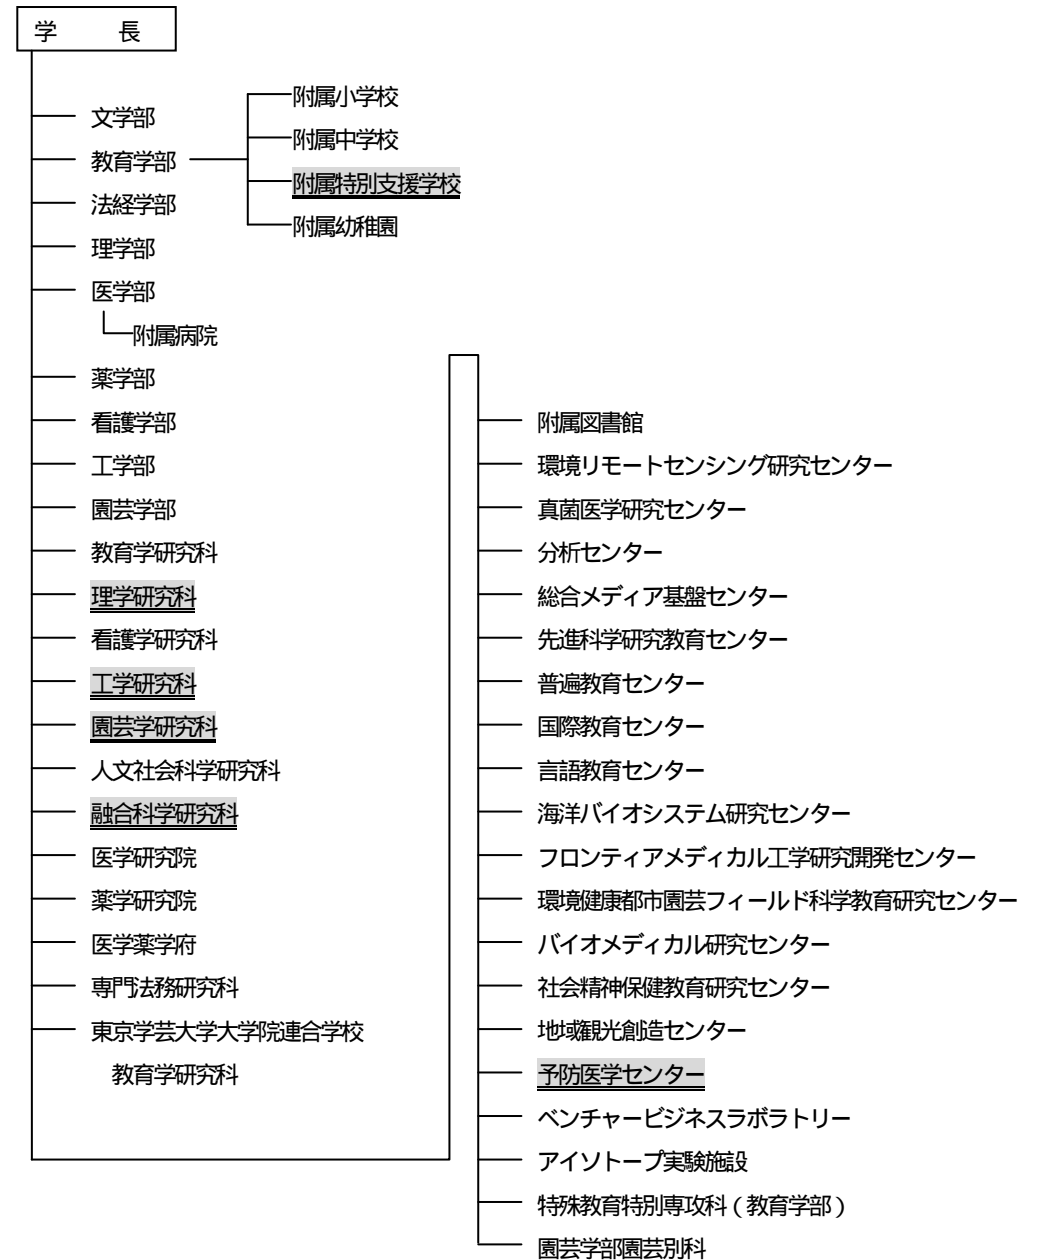 学 長
文学部
教育学部
附属小学校
附属中学校
附属特別支援学校
附属幼稚園
法経学部
理学部
医学部
附属病院
薬学部
看護学部
工学部
園芸学部
教育学研究科
理学研究科
看護学研究科
工学研究科
園芸学研究科
人文社会科学研究科
融合科学研究科
医学研究院
薬学研究院
医学薬学府
専門法務研究科
東京学芸大学大学院連合学校
教育学研究科
附属図書館
環境リモートセンシング研究センター
真菌医学研究センター
分析センター
総合メディア基盤センター
先進科学研究教育センター
普遍教育センター
国際教育センター
言語教育センター
海洋バイオシステム研究センター
フロンティアメディカル工学研究開発センター
環境健康都市園芸フィールド科学教育研究センター
バイオメディカル研究センター
社会精神保健教育研究センター
地域観光創造センター
予防医学センター
ベンチャービジネスラボラトリー
アイソトープ実験施設
特殊教育特別専攻科（教育学部）
園芸学部園芸別科